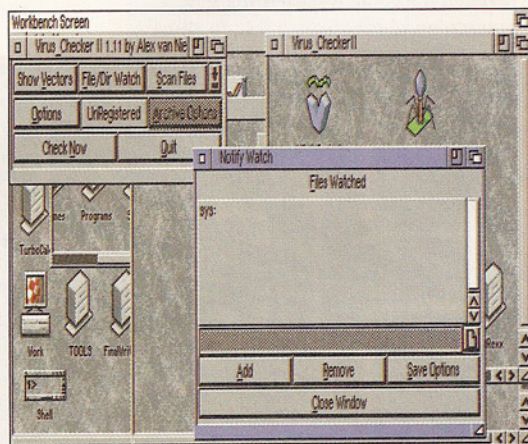 Workbench Screen
Virus_Checker II 1.11 by Alex van Nie
Virus_CheckerII
Show Vectors
File/Dir Watch
Scan Files
Options
UnRegistered
Archive Options
Check Now
Quit
Notify Watch
Files Watched
sys:
Add
Remove
Save Options
Close Window
TurboCal
mes
Programs
S
Work
TOOLS
FinalWrit
Rexx
1>
Shell